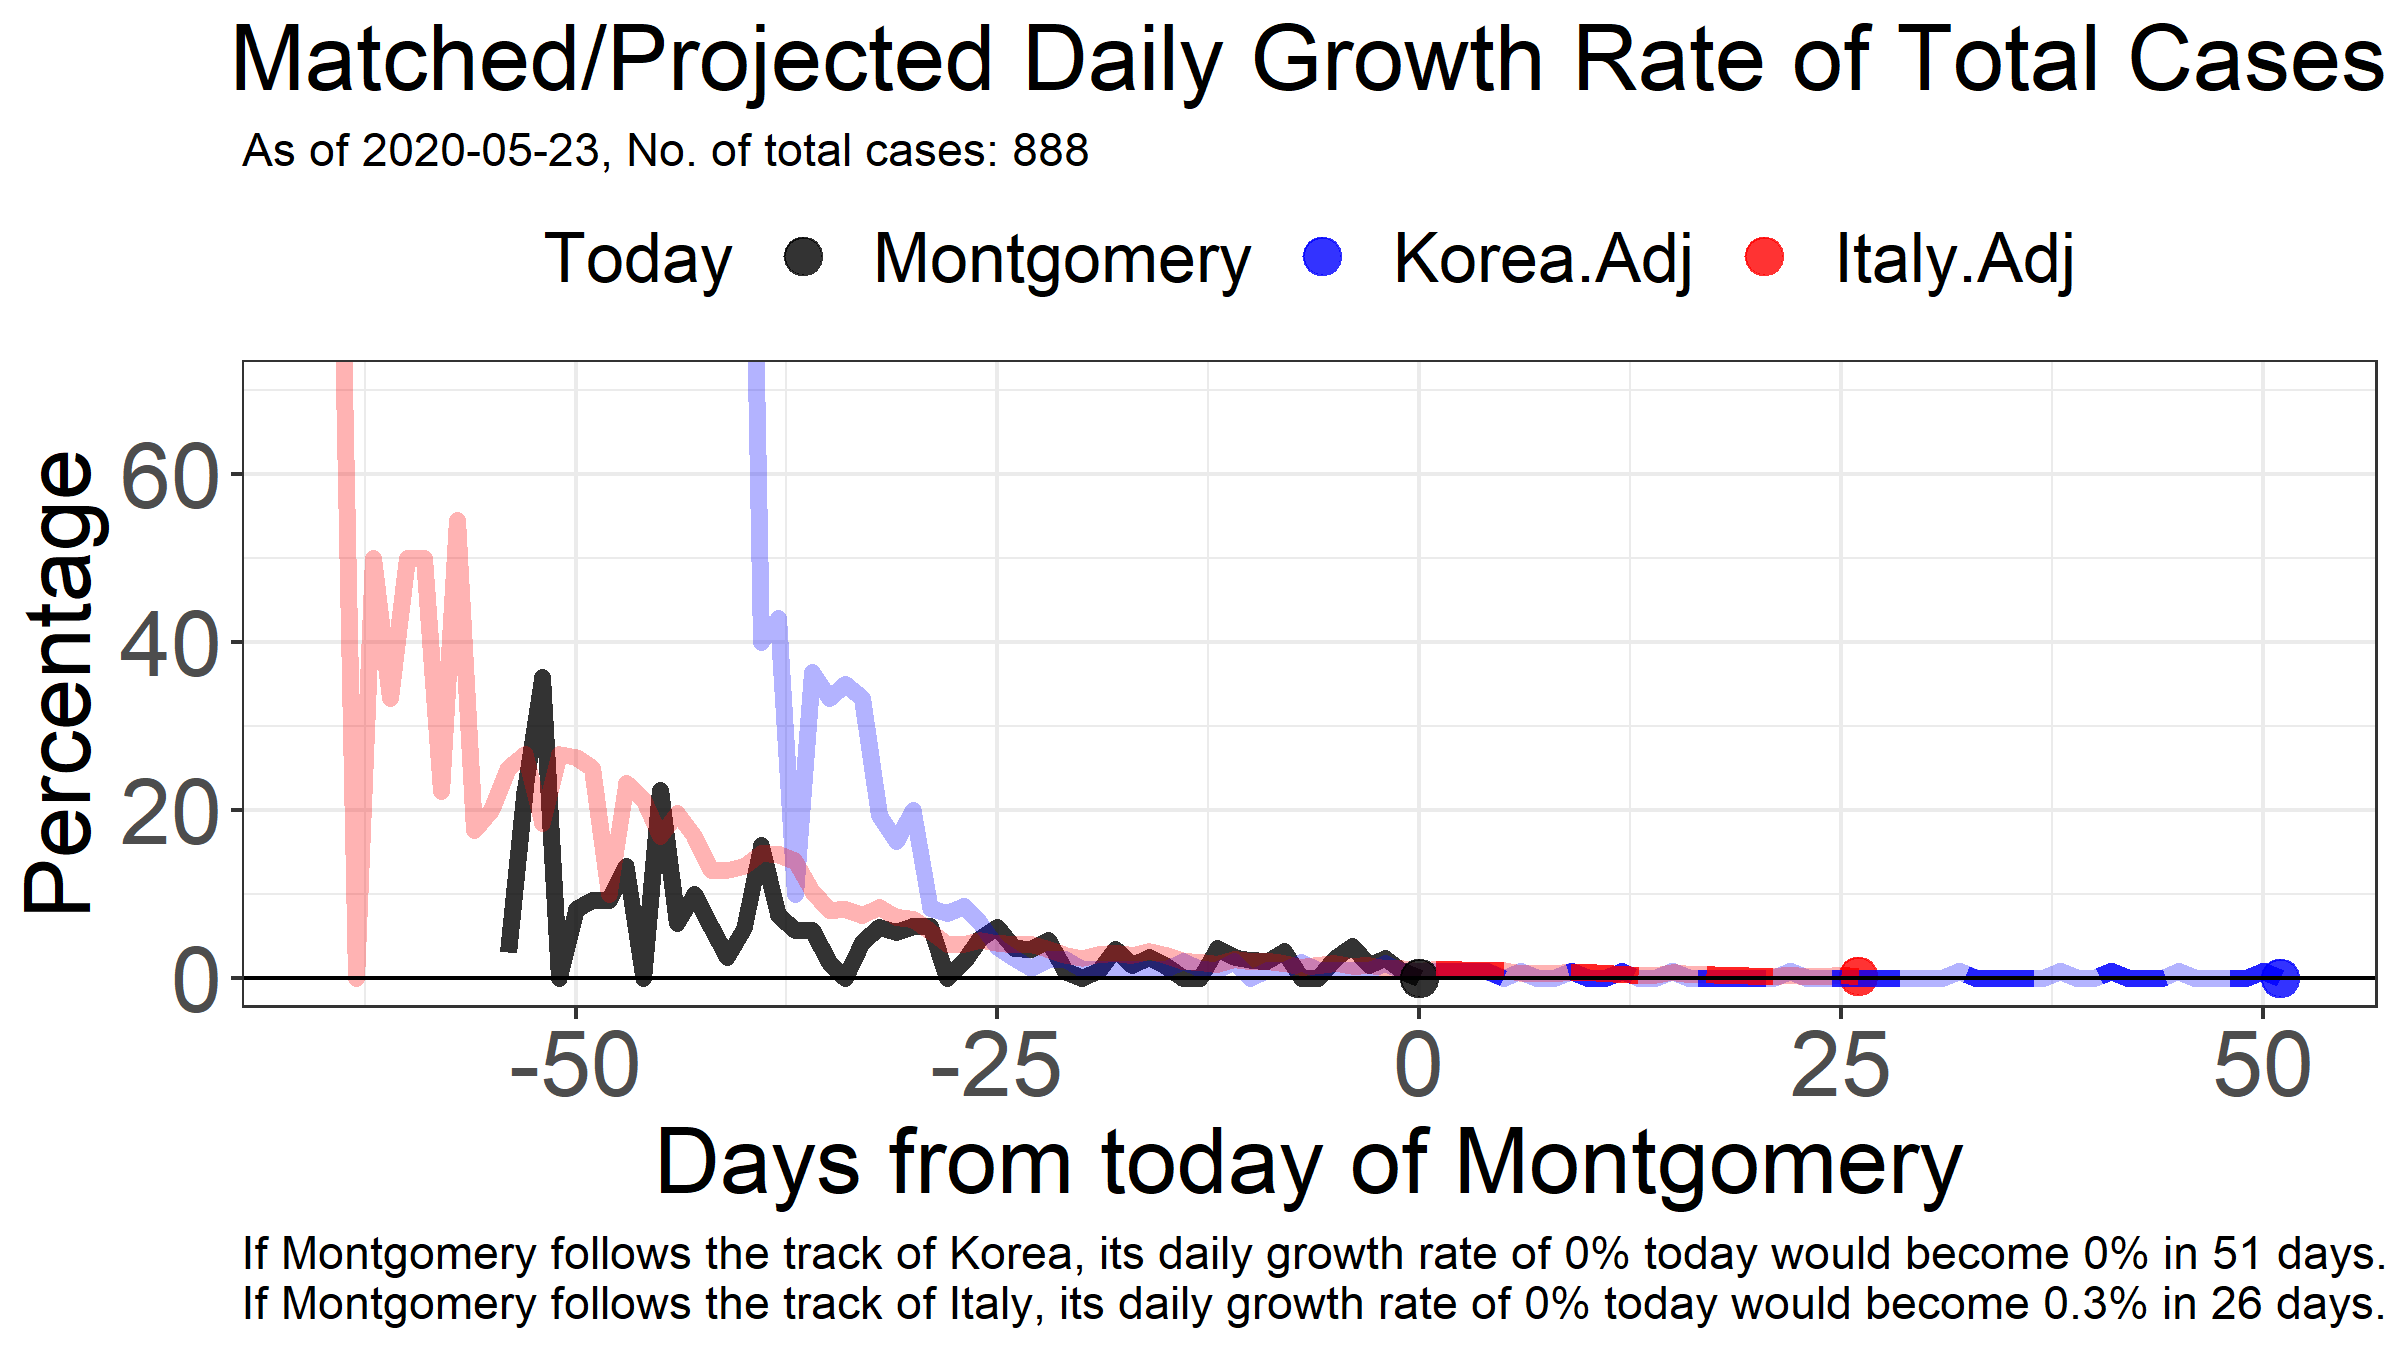 Matched/Projected Daily Growth Rate of Total Cases
As of 2020-05-23, No. of total cases: 888
Today Montgomery Korea.Adj Italy.Adj
Percentage
60
40
20
0
-50 -25 0 25 50
Days from today of Montgomery
If Montgomery follows the track of Korea, its daily growth rate of 0% today would become 0% in 51 days.
If Montgomery follows the track of Italy, its daily growth rate of 0% today would become 0.3% in 26 days.